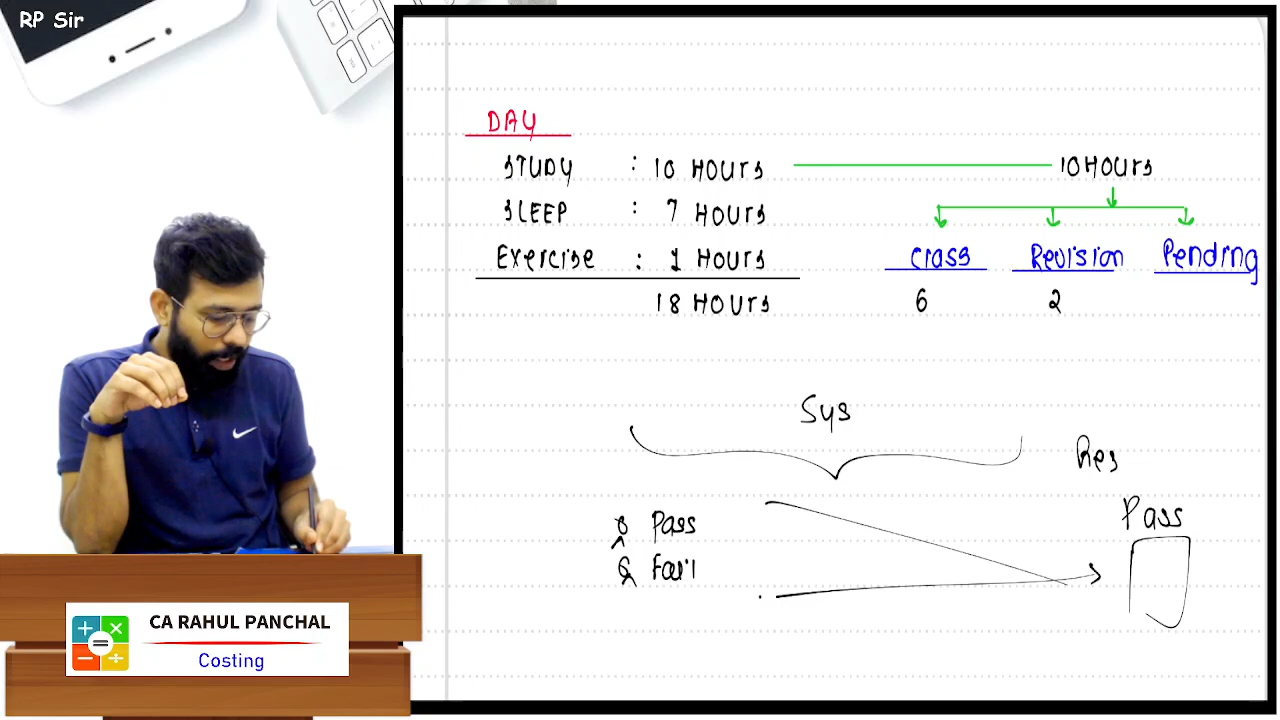 RP Sir
DAY
STUDY : 10 HOURS 10 HOURS
SLEEP : 7 HOURS
Exercise : 1 HOURS Class Revision Pending
18 HOURS 6 2
Sys
Res
Pass
Pass
Fail
CA RAHUL PANCHAL
Costing